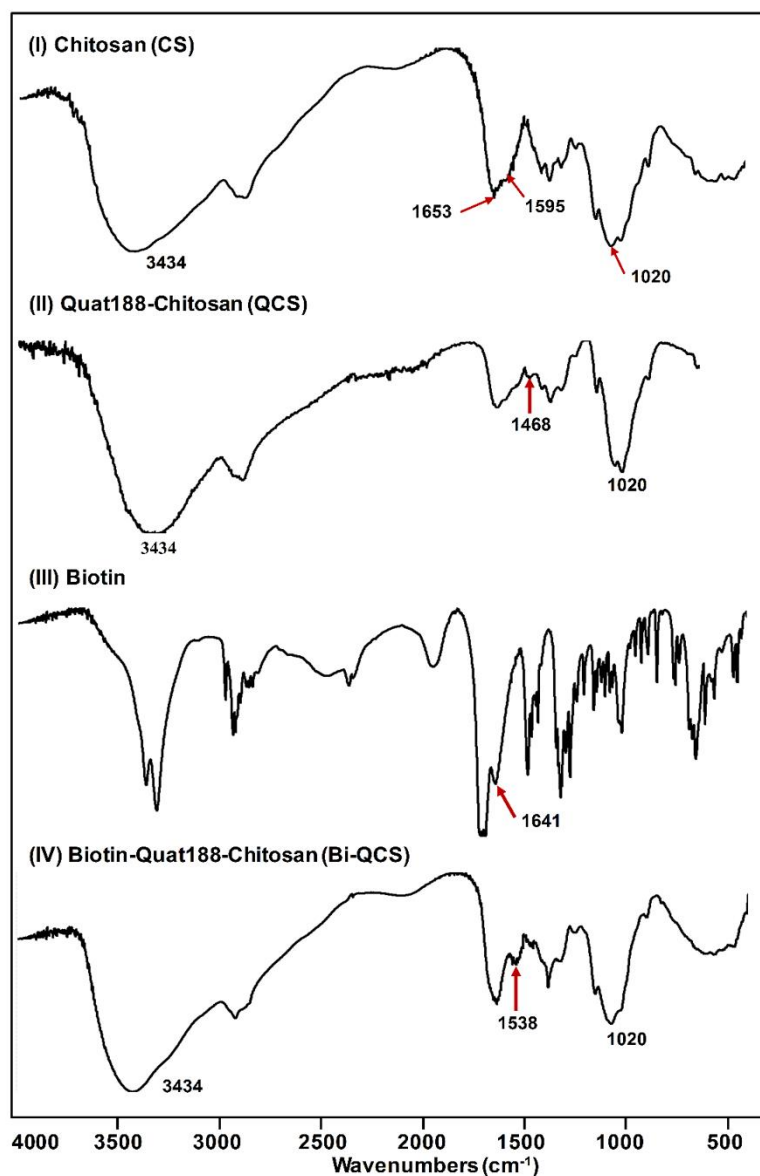 (I) Chitosan (CS)
1653
1595
3434
1020
(II) Quat188-Chitosan (QCS)
1468
1020
3434
(III) Biotin
1641
(IV) Biotin-Quat188-Chitosan (Bi-QCS)
1538
1020
3434
4000 3500 3000 2500 2000 1500 1000 500
Wavenumbers (cm⁻¹)